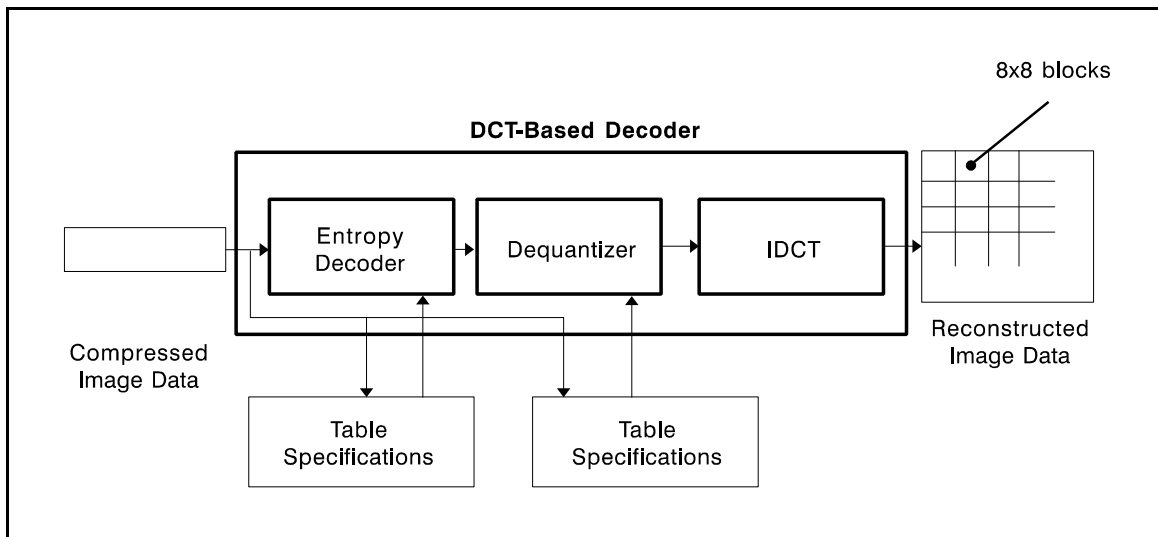 8x8 blocks
DCT-Based Decoder
Entropy
Decoder
Dequantizer
IDCT
Compressed
Image Data
Reconstructed
Image Data
Table
Specifications
Table
Specifications